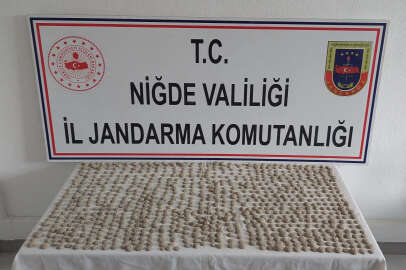 T.C.
NİĞDE VALİLİĞİ
İL JANDARMA KOMUTANLIĞI